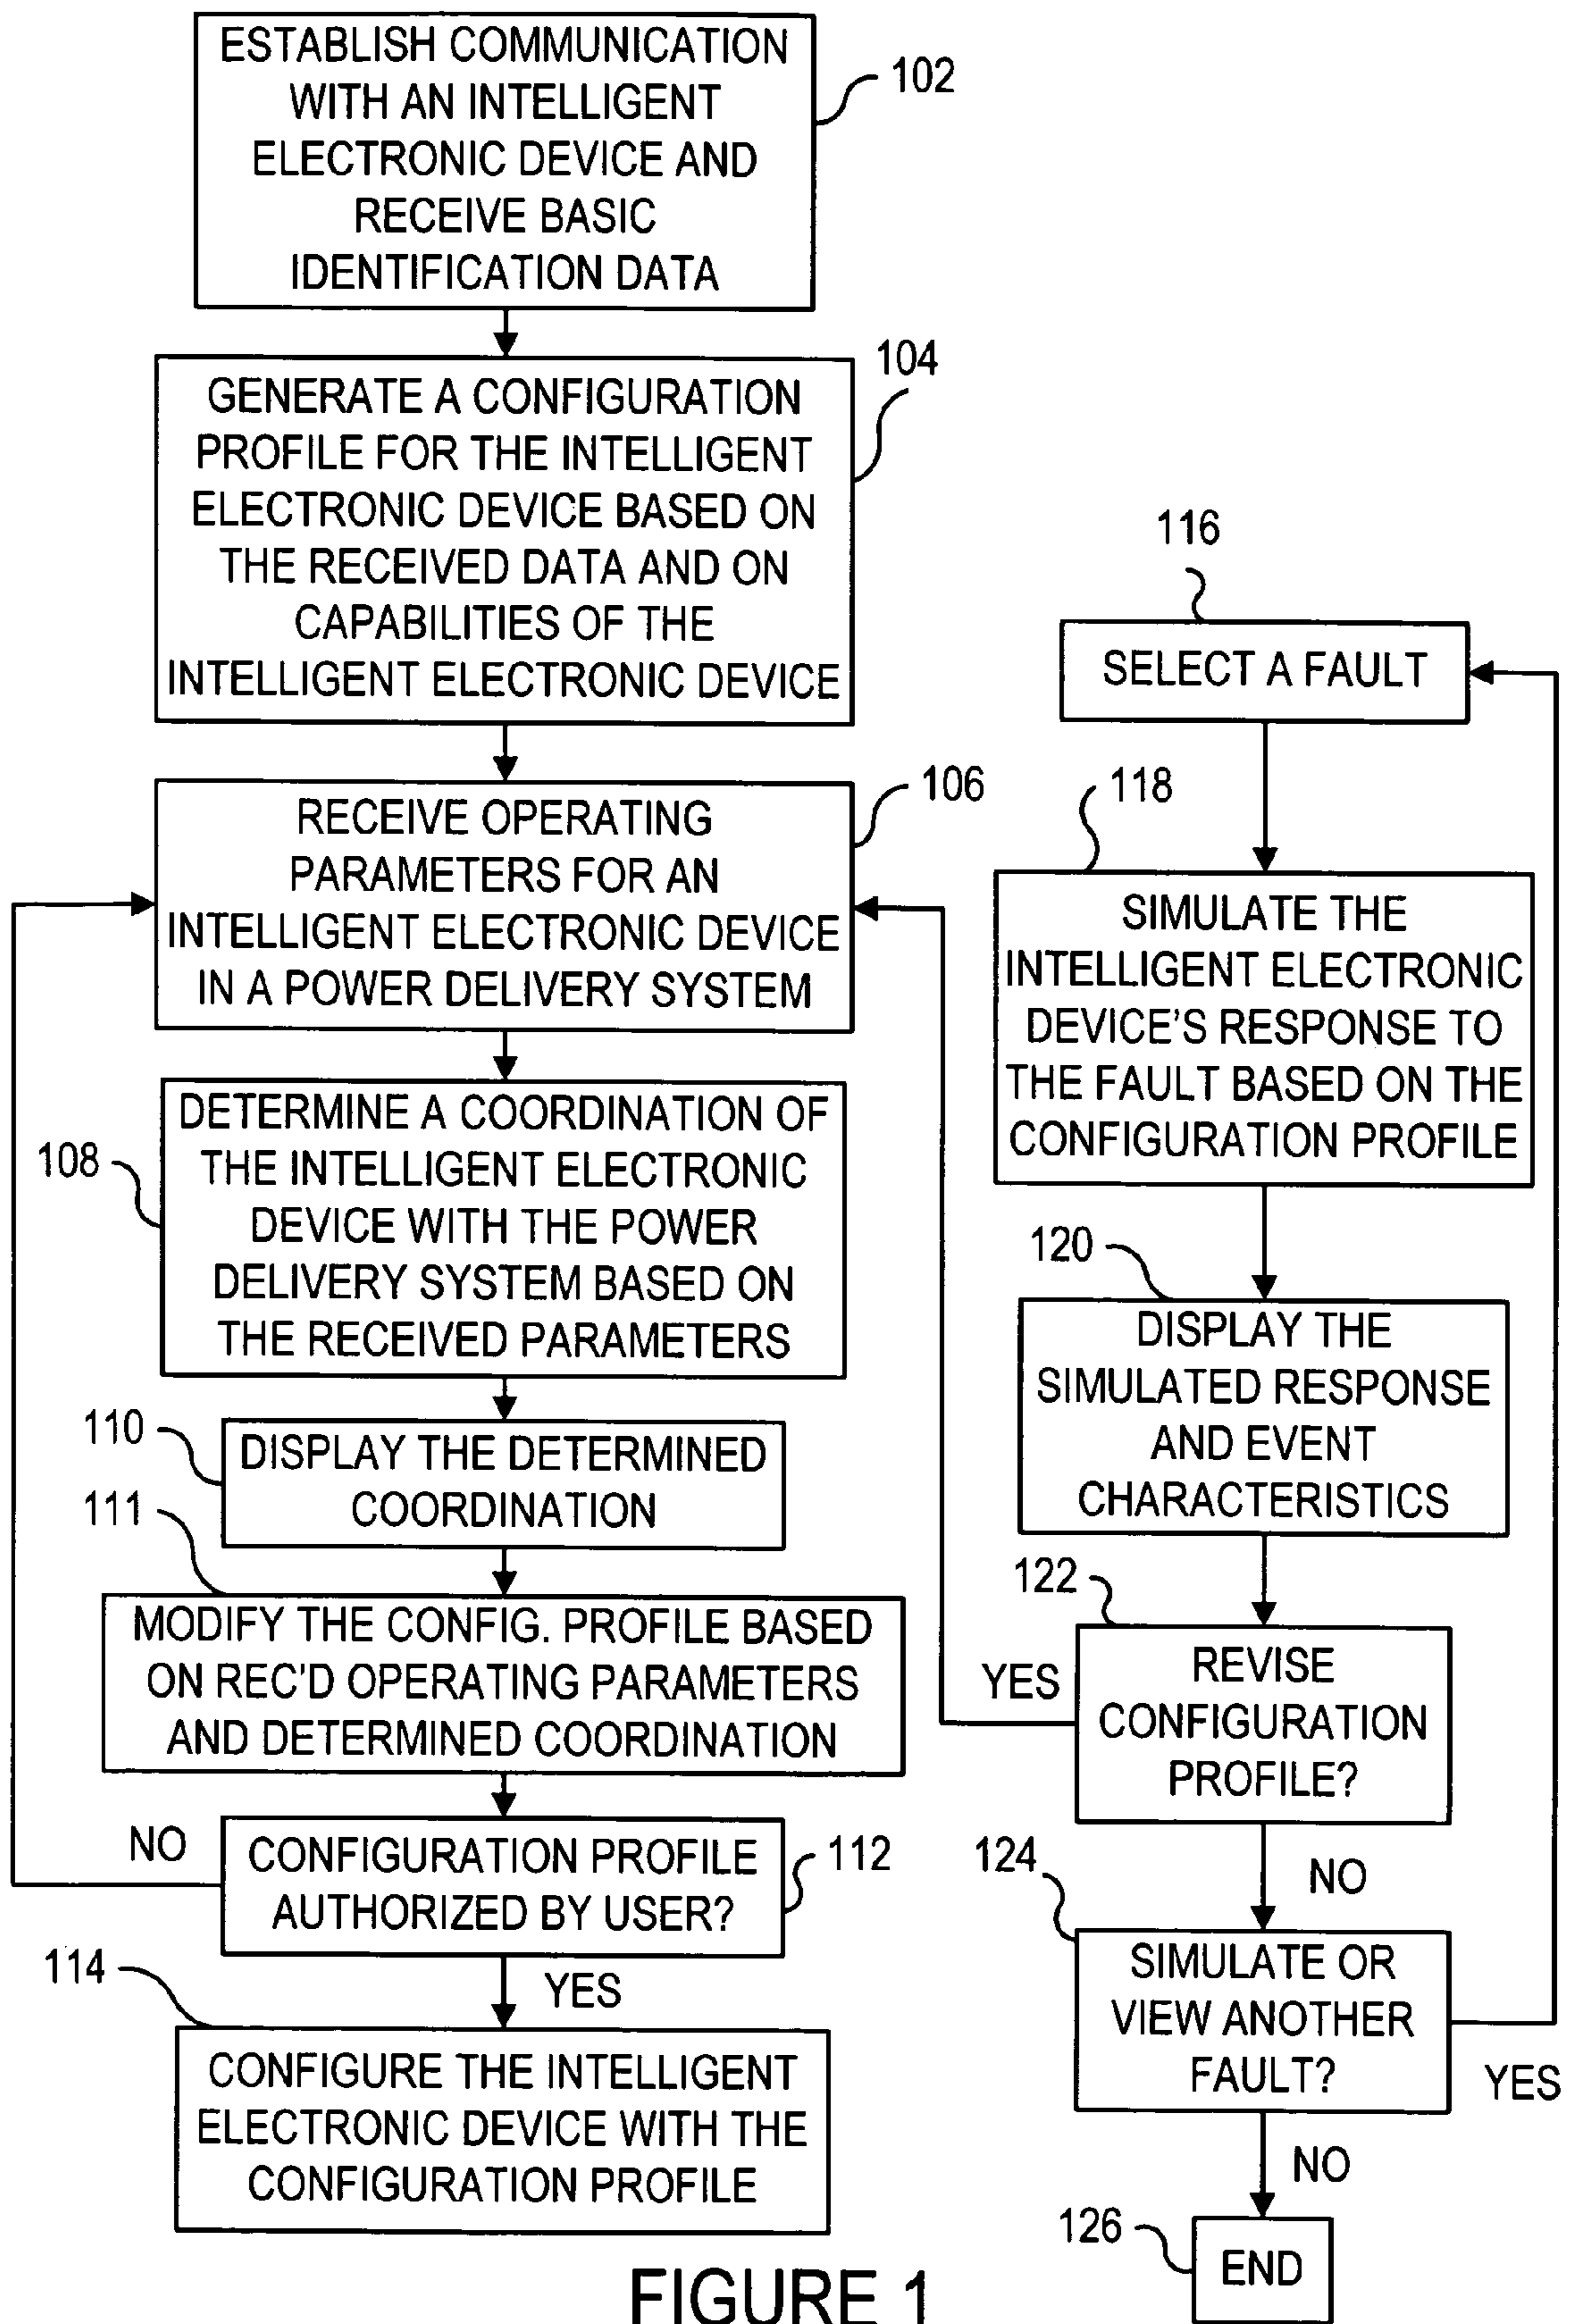 ESTABLISH COMMUNICATION
WITH AN INTELLIGENT
ELECTRONIC DEVICE AND
RECEIVE BASIC
IDENTIFICATION DATA
102
GENERATE A CONFIGURATION
PROFILE FOR THE INTELLIGENT
ELECTRONIC DEVICE BASED ON
THE RECEIVED DATA AND ON
CAPABILITIES OF THE
INTELLIGENT ELECTRONIC DEVICE
104
RECEIVE OPERATING
PARAMETERS FOR AN
INTELLIGENT ELECTRONIC DEVICE
IN A POWER DELIVERY SYSTEM
106
DETERMINE A COORDINATION OF
THE INTELLIGENT ELECTRONIC
DEVICE WITH THE POWER
DELIVERY SYSTEM BASED ON
THE RECEIVED PARAMETERS
108
110
DISPLAY THE DETERMINED
COORDINATION
111
MODIFY THE CONFIG. PROFILE BASED
ON REC'D OPERATING PARAMETERS
AND DETERMINED COORDINATION
NO
CONFIGURATION PROFILE
AUTHORIZED BY USER?
112
YES
114
CONFIGURE THE INTELLIGENT
ELECTRONIC DEVICE WITH THE
CONFIGURATION PROFILE
116
SELECT A FAULT
118
SIMULATE THE
INTELLIGENT ELECTRONIC
DEVICE'S RESPONSE TO
THE FAULT BASED ON THE
CONFIGURATION PROFILE
120
DISPLAY THE
SIMULATED RESPONSE
AND EVENT
CHARACTERISTICS
122
YES
REVISE
CONFIGURATION
PROFILE?
NO
124
SIMULATE OR
VIEW ANOTHER
FAULT?
YES
NO
126
END
FIGURE 1